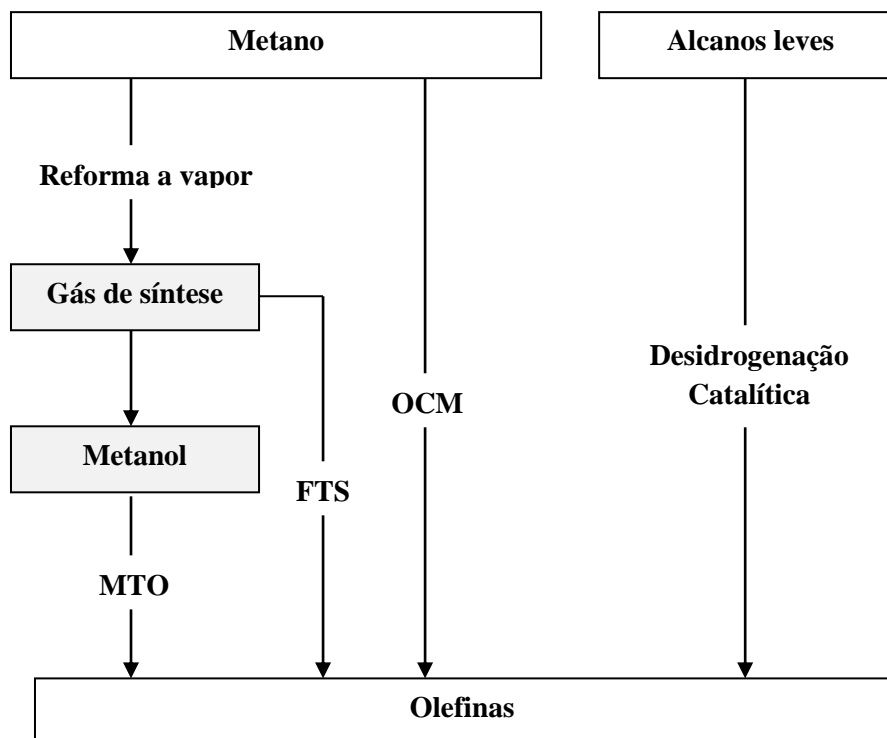 Metano
Alcanos leves
Reforma a vapor
Gás de síntese
Desidrogenação
Catalítica
OCM
Metanol
FTS
MTO
Olefinas